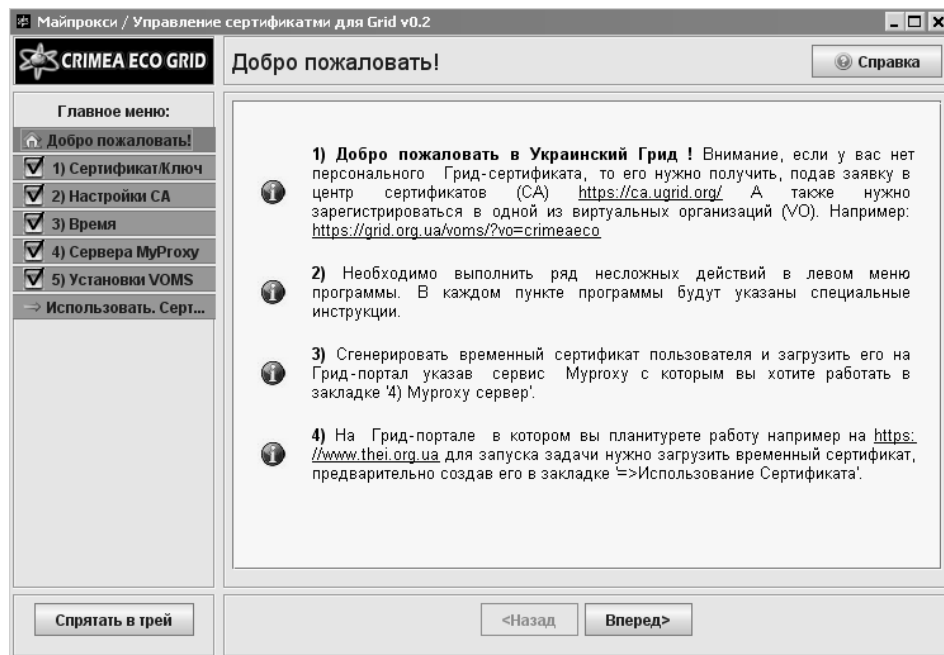 Майпрокси / Управление сертификатми для Grid v0.2
CRIMEA ECO GRID
Добро пожаловать!
Справка
Главное меню:
Добро пожаловать!
1) Сертификат/Ключ
2) Настройки CA
3) Время
4) Сервера MyProxy
5) Установки VOMS
⇒ Использовать. Серт...
1) Добро пожаловать в Украинский Грид ! Внимание, если у вас нет
персонального Грид-сертификата, то его нужно получить, подав заявку в
центр сертификатов (CA) https://ca.ugrid.org/ А также нужно
зарегистрироваться в одной из виртуальных организаций (VO). Например:
https://grid.org.ua/voms/?vo=crimeaeco
2) Необходимо выполнить ряд несложных действий в левом меню
программы. В каждом пункте программы будут указаны специальные
инструкции.
3) Сгенерировать временный сертификат пользователя и загрузить его на
Грид-портал указав сервис Myproxy с которым вы хотите работать в
закладке '4) Myproxy сервер'.
4) На Грид-портале в котором вы планитурете работу например на https:
//www.thei.org.ua для запуска задачи нужно загрузить временный сертификат,
предварительно создав его в закладке '=>Использование Сертификата'.
Спрятать в трей
<Назад
Вперед>